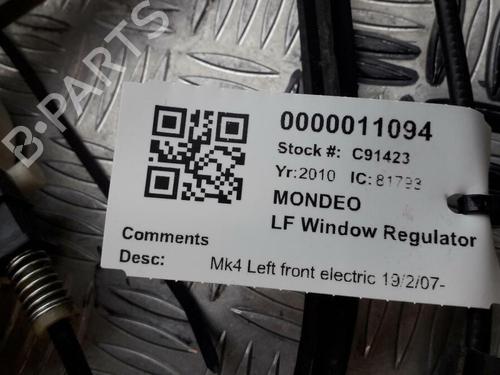 B-PARTS
0000011094
Stock #: C91423
Yr:2010 IC:81793
MONDEO
LF Window Regulator
Comments
Desc: Mk4 Left front electric 19/2/07-